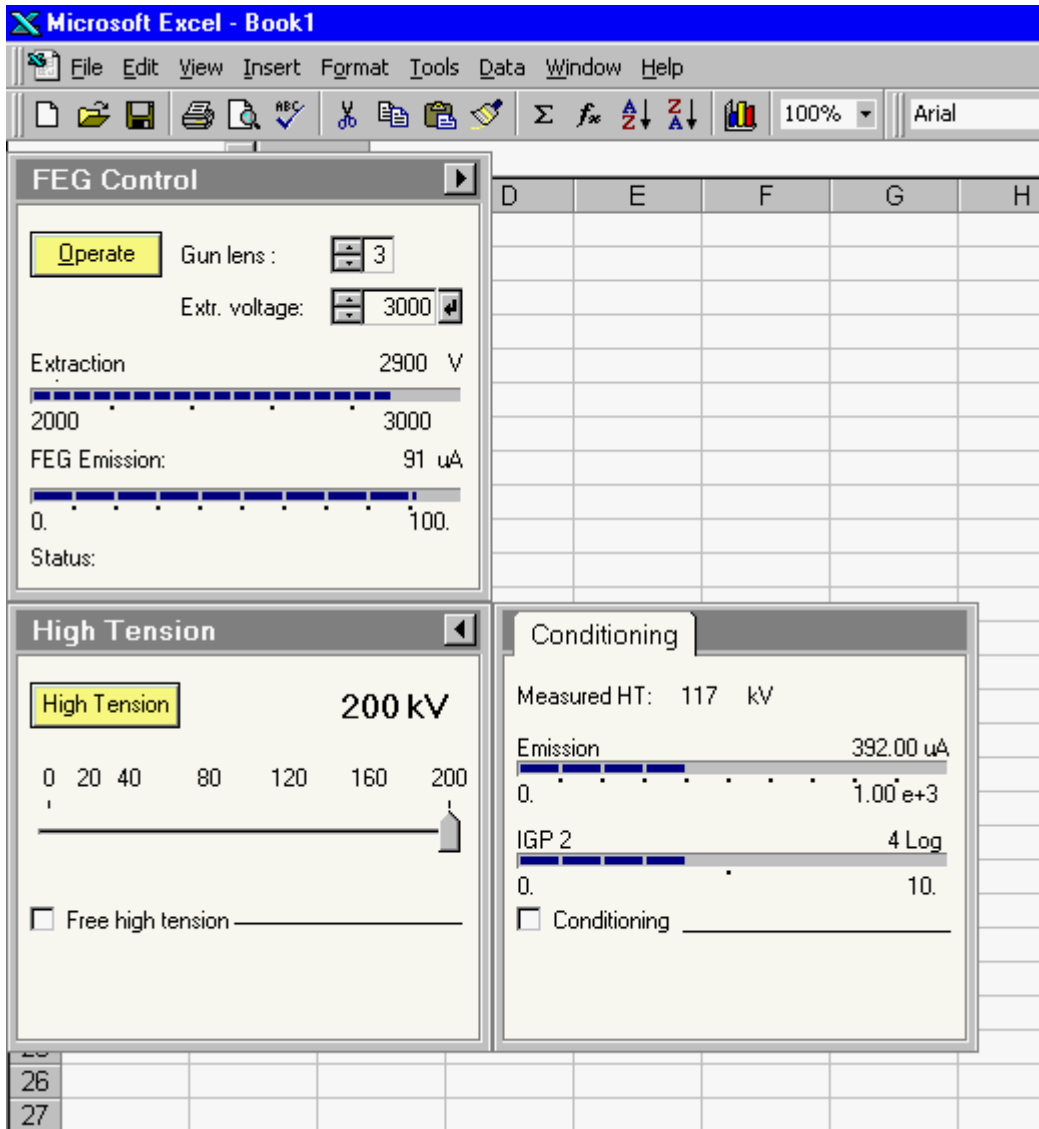 Microsoft Excel - Book1
File Edit View Insert Format Tools Data Window Help
ABC Σ fx A Z Z A 100% Arial
FEG Control
D E F G H
Operate Gun lens : 3
Extr. voltage: 3000
Extraction 2900 V
2000 3000
FEG Emission: 91 uA
0. 100.
Status:
High Tension
High Tension 200 kV
0 20 40 80 120 160 200
Free high tension
Conditioning
Measured HT: 117 kV
Emission 392.00 uA
0. 1.00 e+3
IGP 2 4 Log
0. 10.
Conditioning
26
27